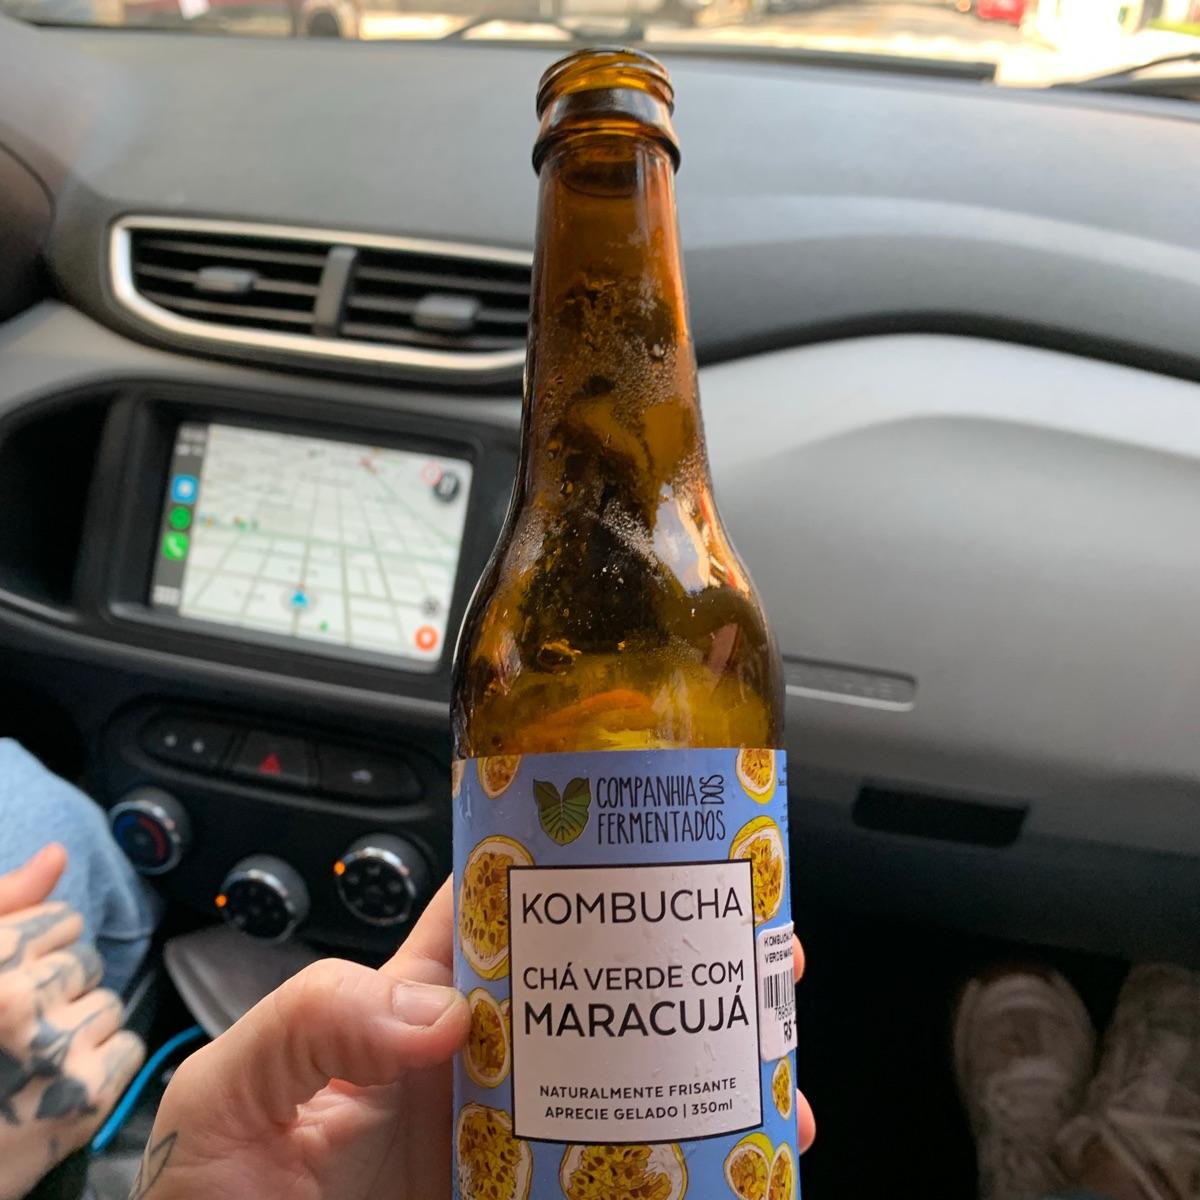 COMPANHIA DOS
FERMENTADOS
KOMBUCHA
CHÁ VERDE COM
MARACUJÁ
NATURALMENTE FRISANTE
APRECIE GELADO | 350ml
R$